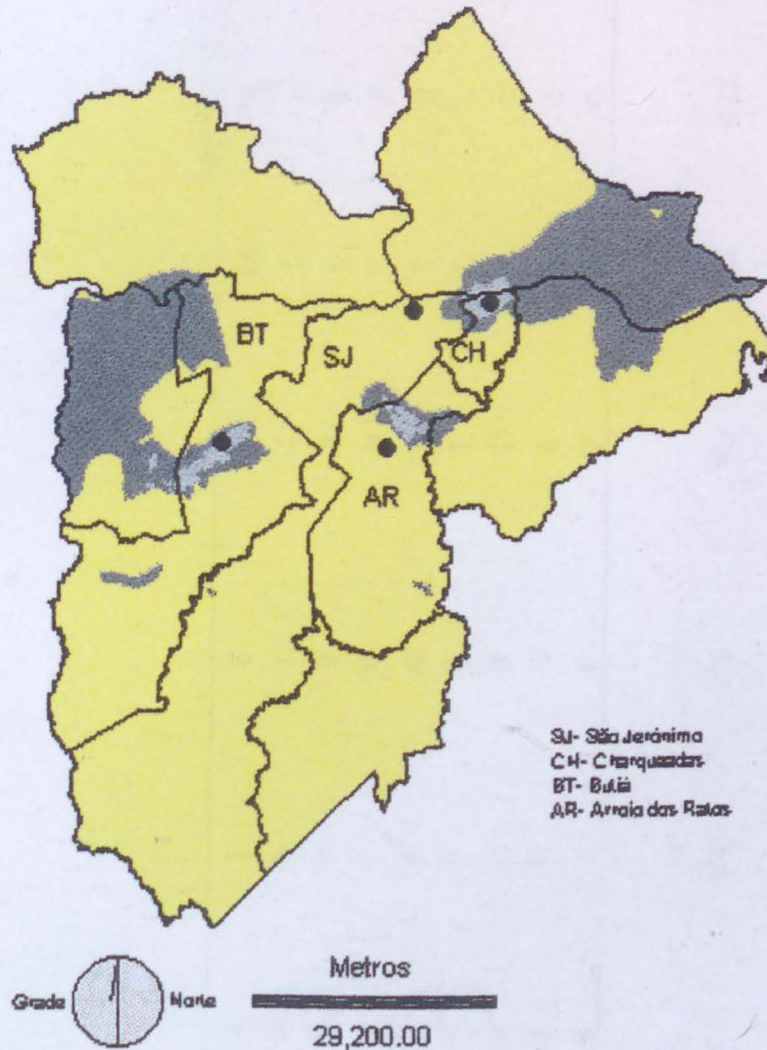 BT
SJ
CH
AR
SJ- São Jerônima
CH- Charqueadas
BT- Butiá
AR- Arroio dos Ratos
Metros
Grade Norte
29,200.00